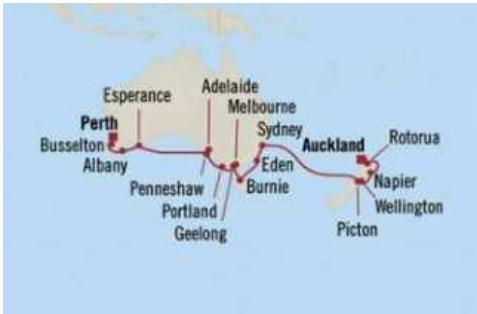 Adelaide
Esperance
Melbourne
Perth
Sydney
Busselton
Auckland
Rotorua
Albany
Eden
Penneshaw
Burnie
Napier
Portland
Wellington
Geelong
Picton